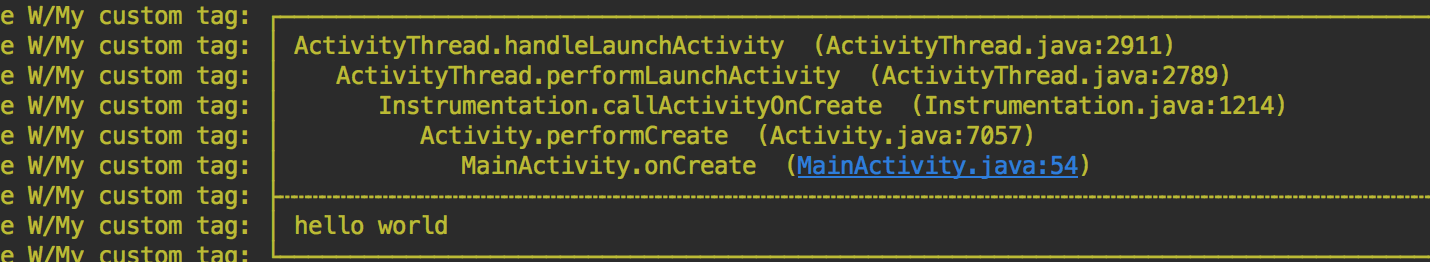 e W/My custom tag:
e W/My custom tag: ActivityThread.handleLaunchActivity  (ActivityThread.java:2911)
e W/My custom tag:    ActivityThread.performLaunchActivity  (ActivityThread.java:2789)
e W/My custom tag:       Instrumentation.callActivityOnCreate  (Instrumentation.java:1214)
e W/My custom tag:          Activity.performCreate  (Activity.java:7057)
e W/My custom tag:             MainActivity.onCreate  (MainActivity.java:54)
e W/My custom tag:
e W/My custom tag: hello world
e W/My custom tag: